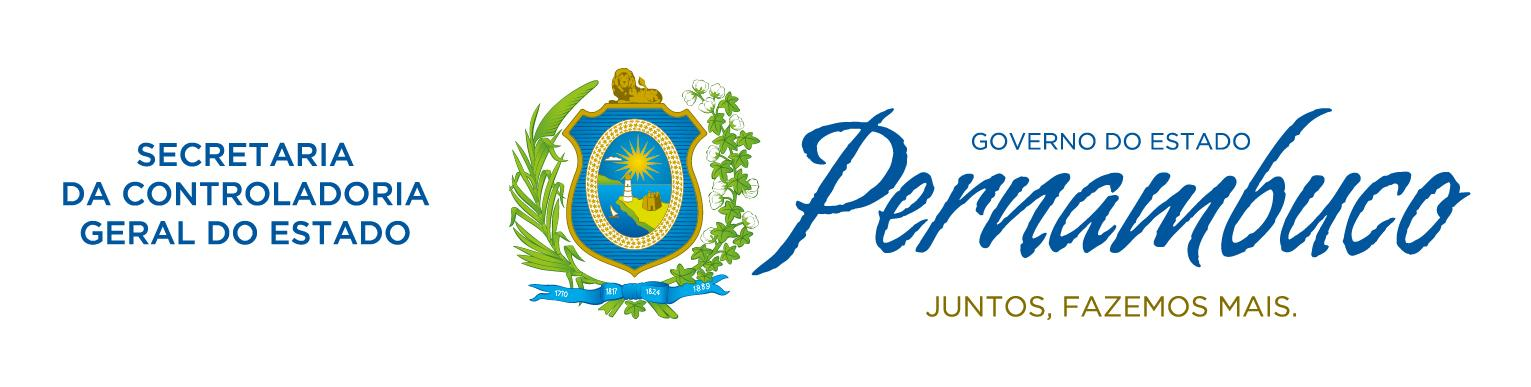 SECRETARIA
DA CONTROLADORIA
GERAL DO ESTADO
1710 1817 1824 1889
GOVERNO DO ESTADO
Pernambuco
JUNTOS, FAZEMOS MAIS.